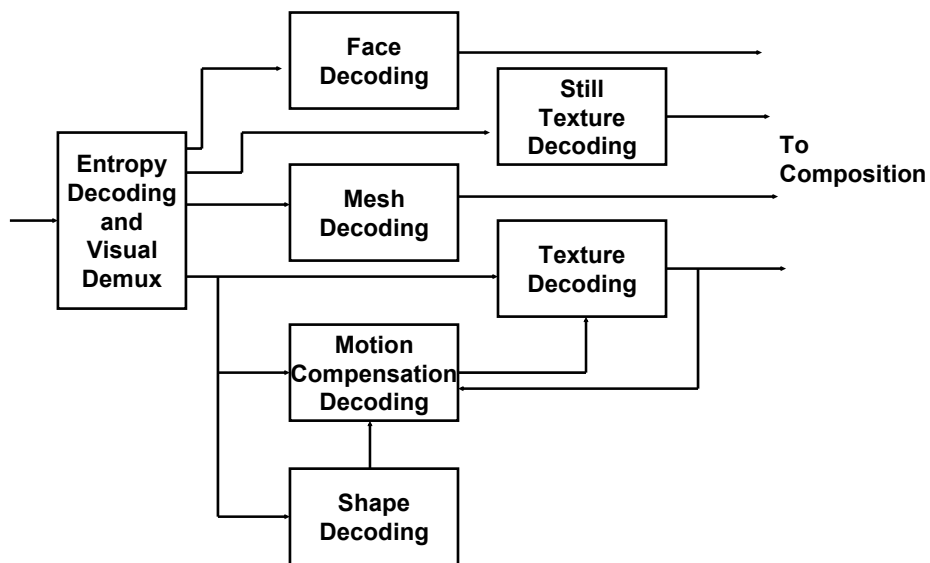 Face
Decoding
Still
Texture
Decoding
To
Composition
Entropy
Decoding
and
Visual
Demux
Mesh
Decoding
Texture
Decoding
Motion
Compensation
Decoding
Shape
Decoding